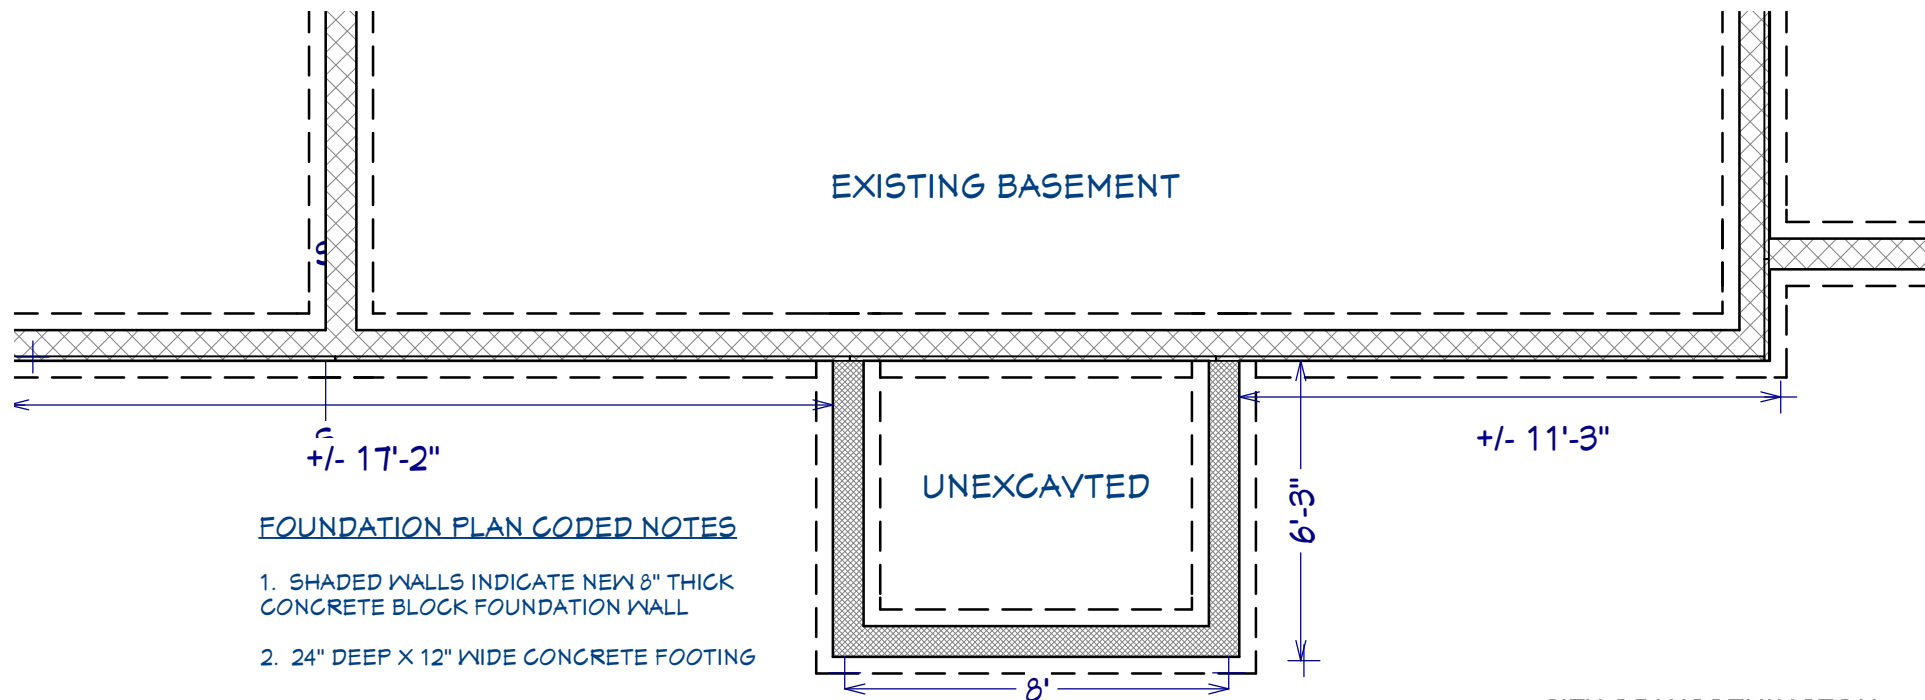 EXISTING BASEMENT
+/- 17'-2"
+/- 11'-3"
UNEXCAVTED
6'-3"
FOUNDATION PLAN CODED NOTES
1. SHADED WALLS INDICATE NEW 8" THICK
CONCRETE BLOCK FOUNDATION WALL
2. 24" DEEP X 12" WIDE CONCRETE FOOTING
8'